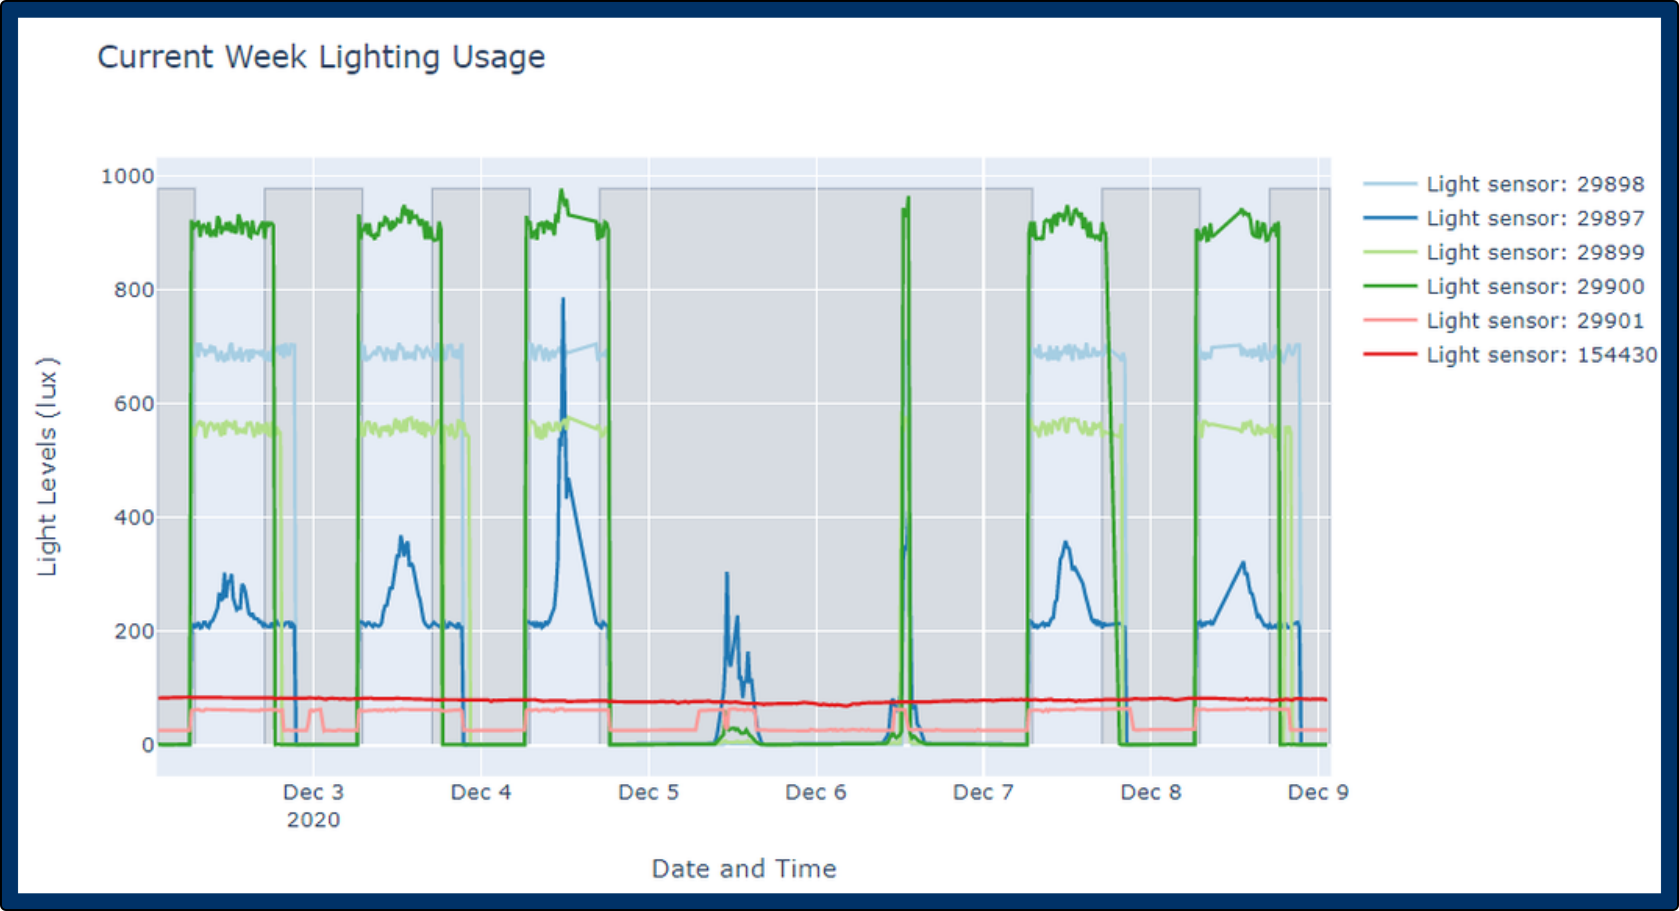 Current Week Lighting Usage
1000
800
600
400
200
0
Light Levels (lux)
Dec 3
2020
Dec 4
Dec 5
Dec 6
Dec 7
Dec 8
Dec 9
Date and Time
Light sensor: 29898
Light sensor: 29897
Light sensor: 29899
Light sensor: 29900
Light sensor: 29901
Light sensor: 154430